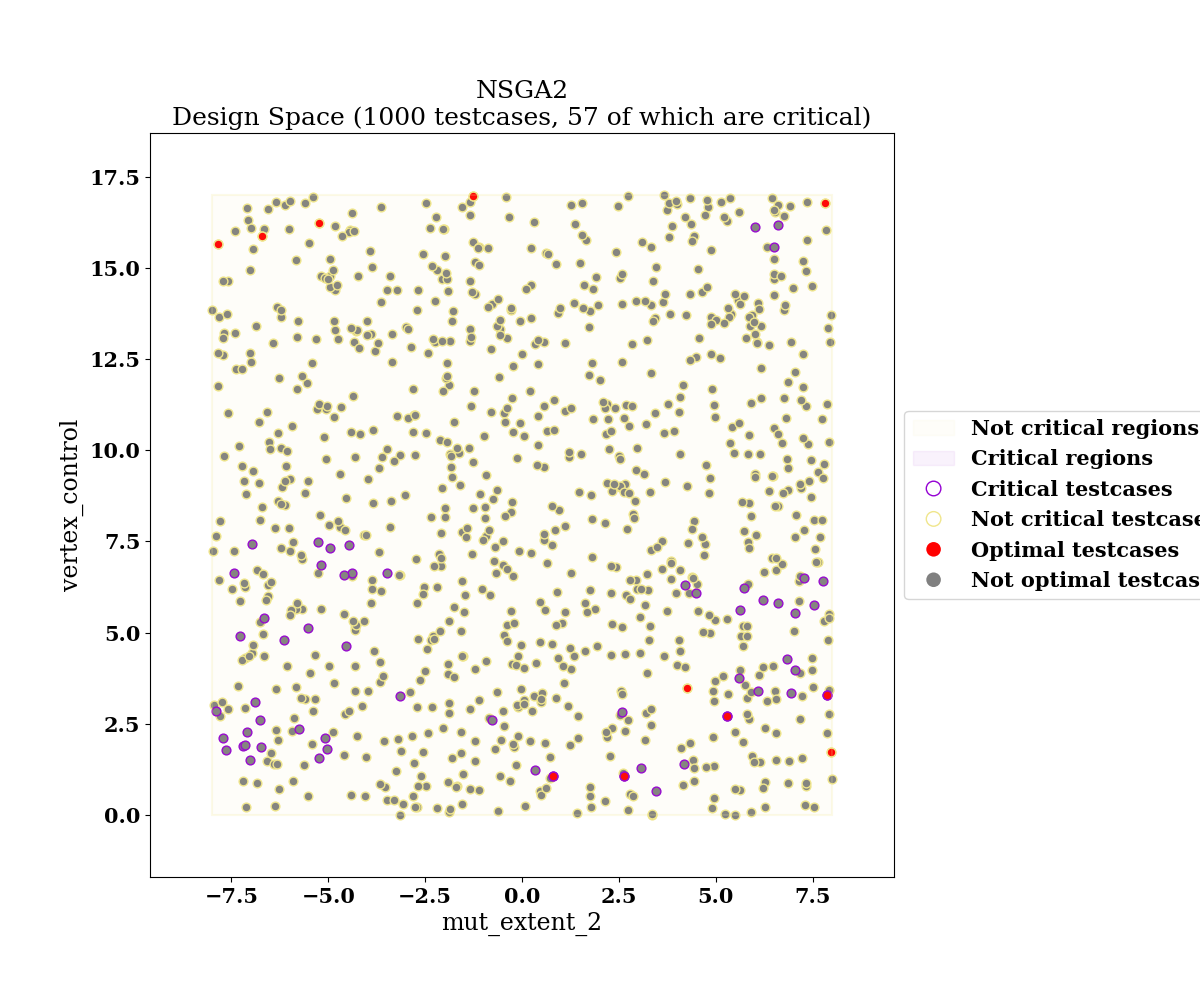 NSGA2
Design Space (1000 testcases, 57 of which are critical)
17.5
15.0
12.5
10.0
7.5
5.0
2.5
0.0
vertex_control
−7.5
−5.0
−2.5
0.0
2.5
5.0
7.5
mut_extent_2
Not critical regions
Critical regions
Critical testcases
Not critical testcase
Optimal testcases
Not optimal testcas